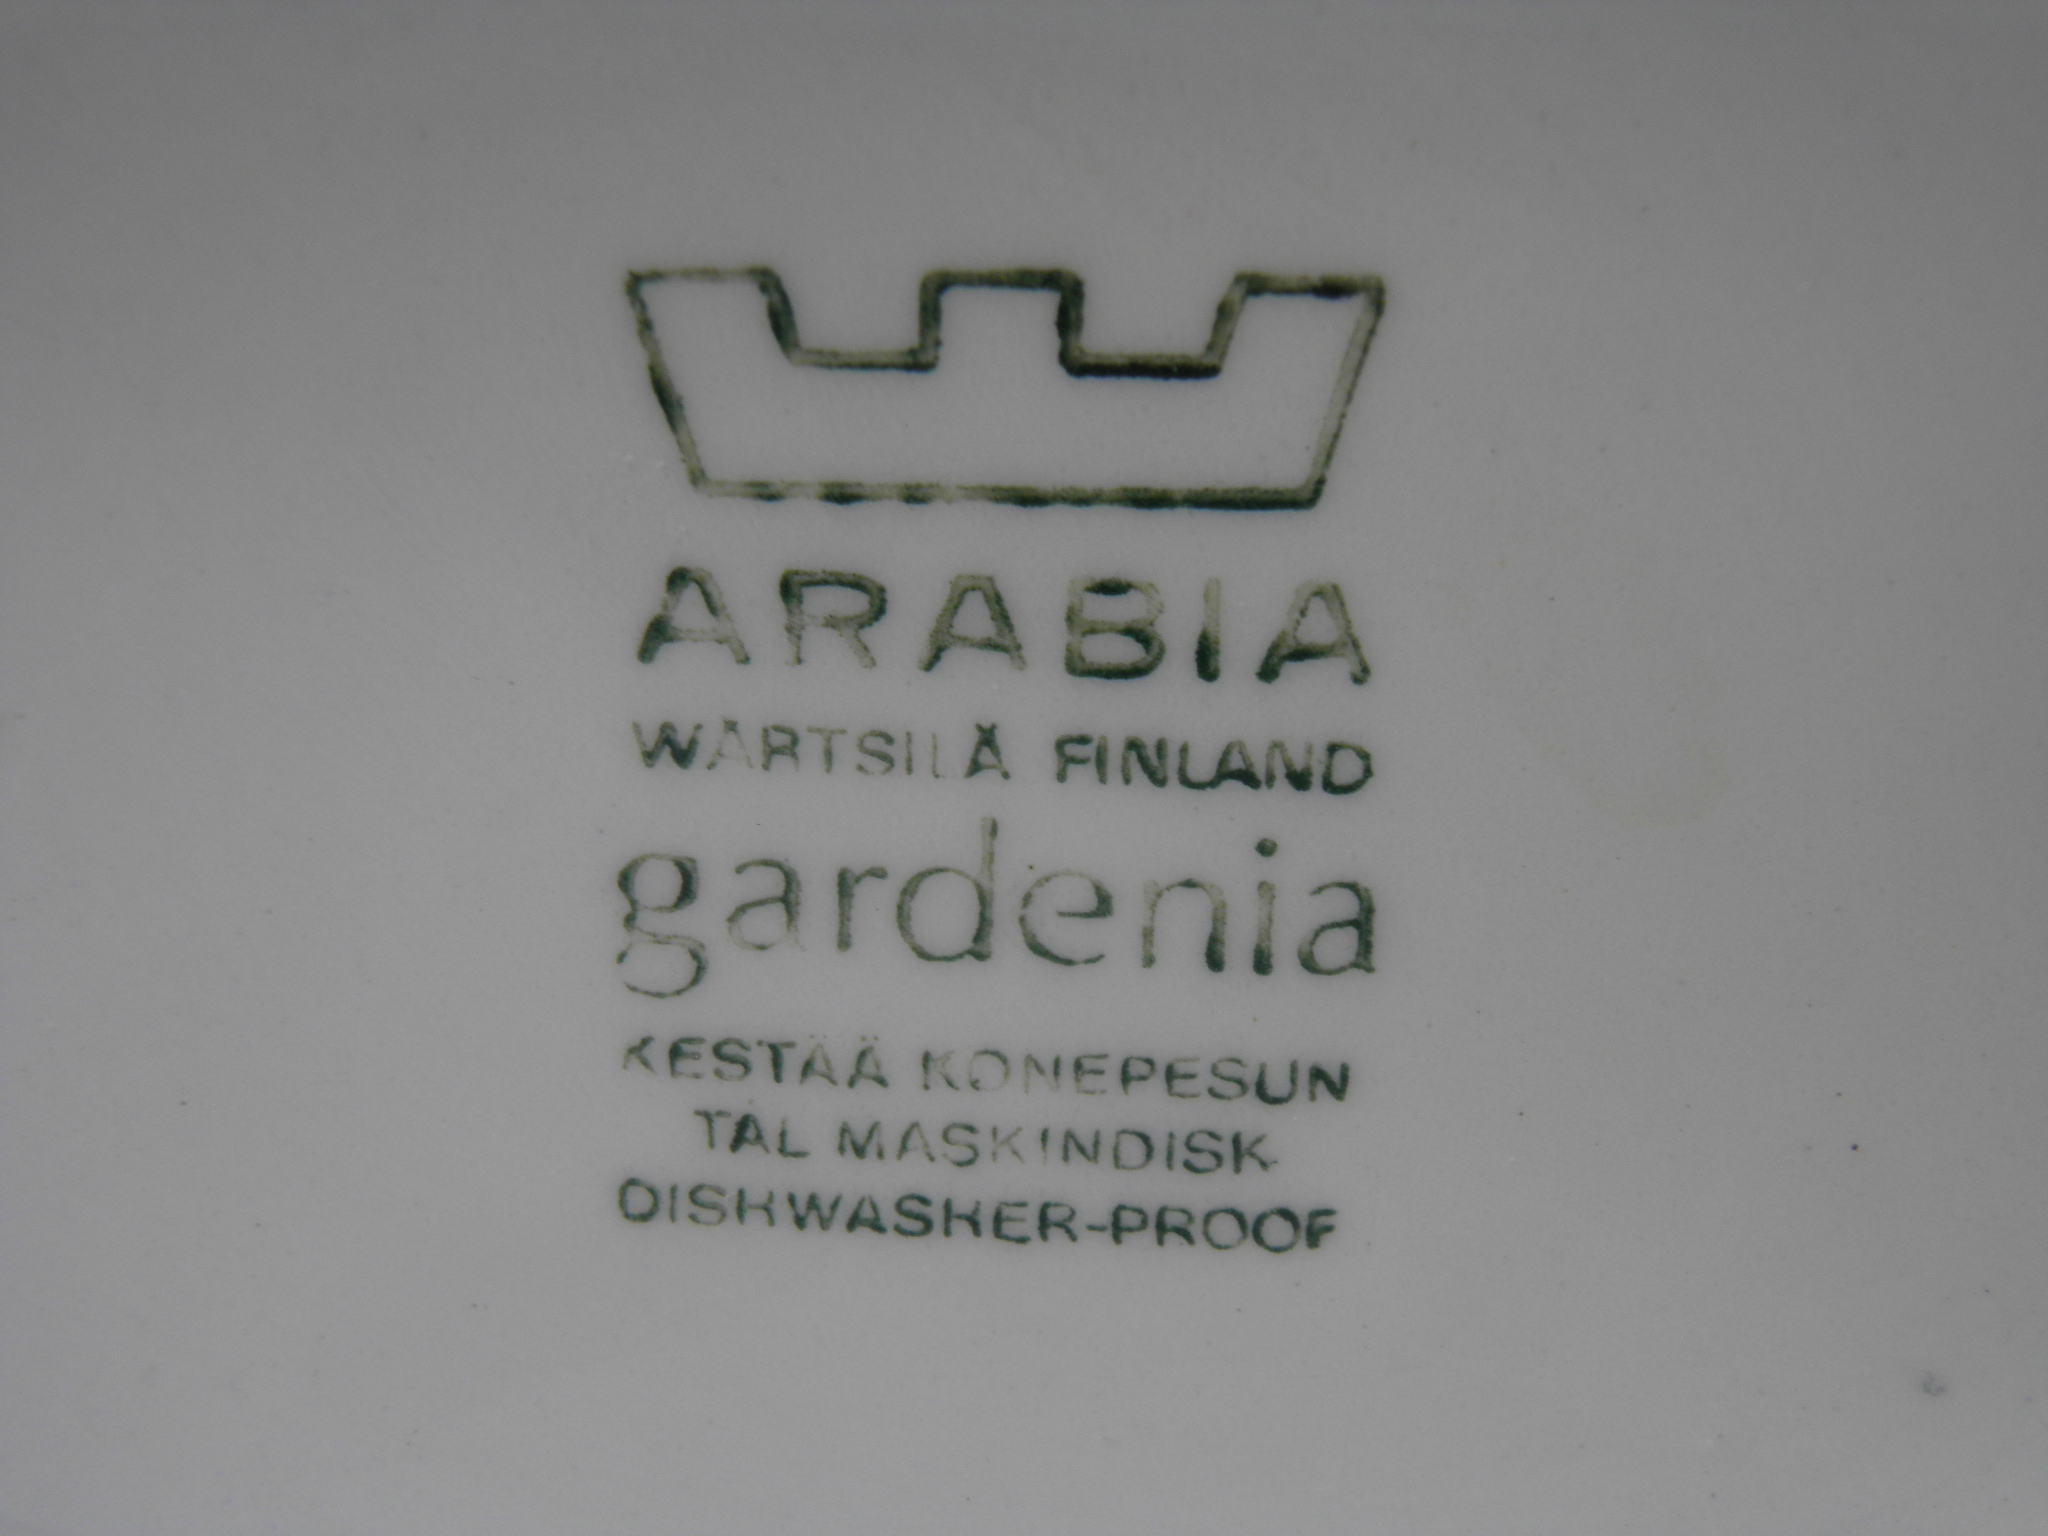 ARABIA
WÄRTSILÄ FINLAND
gardenia
KESTÄÄ KONEPESUN
TÅL MASKINDISK
DISHWASHER-PROOF